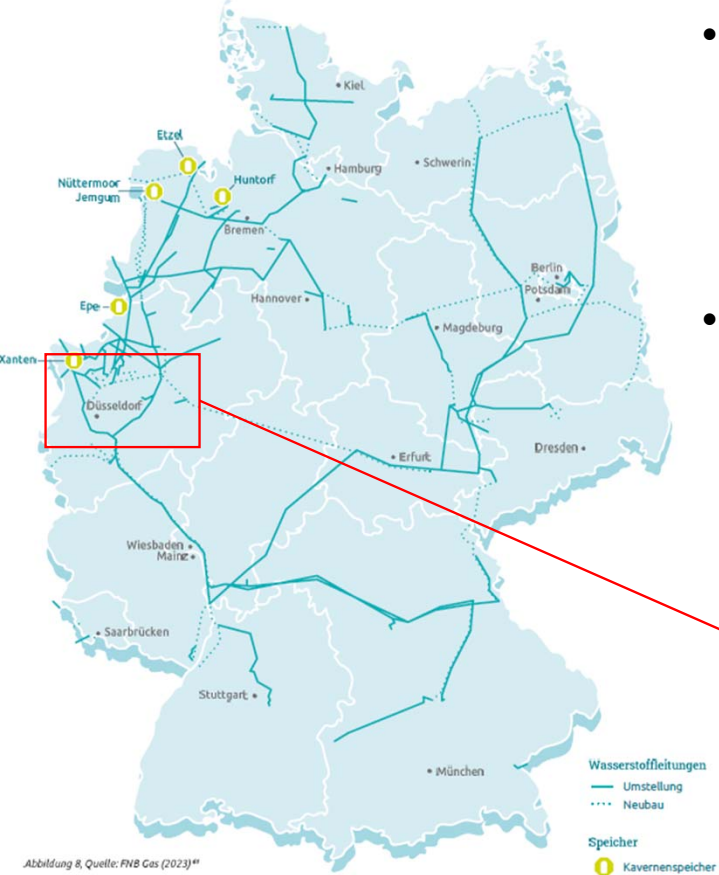 Kiel
Etzel
Hamburg
Schwerin
Nüttermoor
Jemgum
Huntorf
Bremen
Berlin
Potsdam
Epe
Hannover
Magdeburg
Xanten
Düsseldorf
Erfurt
Dresden
Wiesbaden
Mainz
Saarbrücken
Stuttgart
München
Wasserstoffleitungen
Umstellung
Neubau
Speicher
Kavernenspeicher
Abbildung 8, Quelle: FNB Gas (2023)